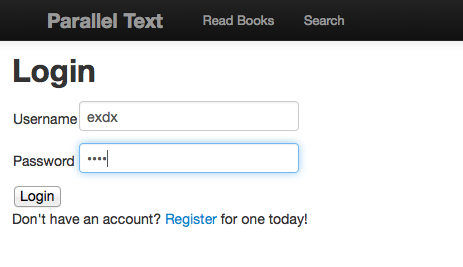 Parallel Text Read Books Search
Login
Username exdx
Password ••••
Login
Don't have an account? Register for one today!